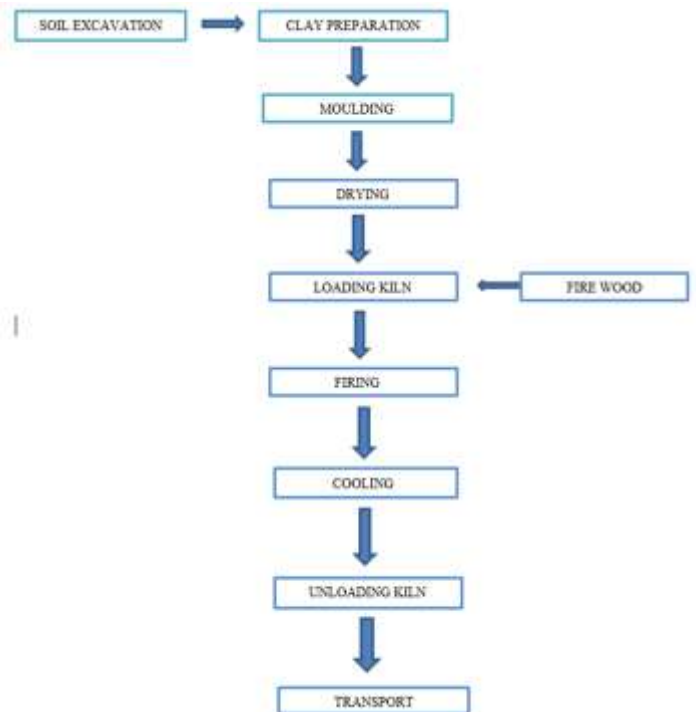 SOIL EXCAVATION
CLAY PREPARATION
MOULDING
DRYING
LOADING KILN
FIRE WOOD
FIRING
COOLING
UNLOADING KILN
TRANSPORT